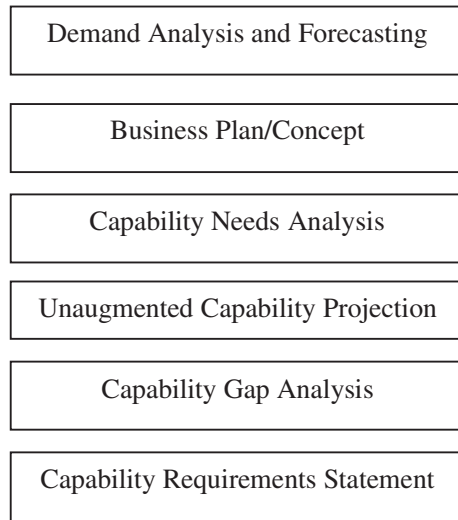 Demand Analysis and Forecasting
Business Plan/Concept
Capability Needs Analysis
Unaugmented Capability Projection
Capability Gap Analysis
Capability Requirements Statement